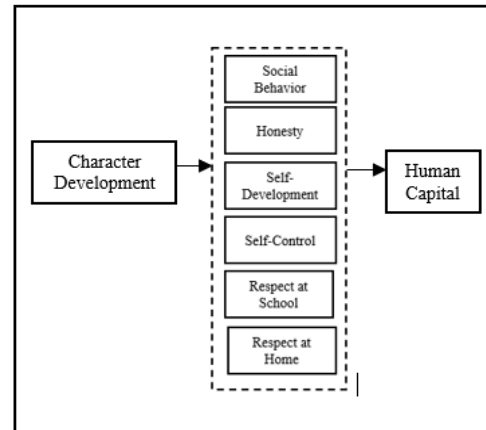 Character
Development
Social
Behavior
Honesty
Self-
Development
Self-Control
Respect at
School
Respect at
Home
Human
Capital